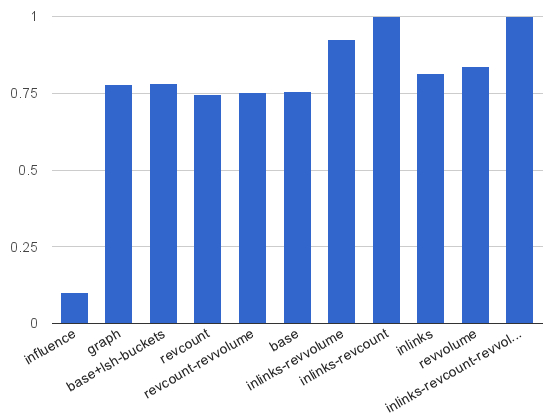 1
0.75
0.5
0.25
0
influence
graph
base+lsh-buckets
revcount
revcount-revvolume
base
inlinks-revvolume
inlinks-revcount
inlinks
revvolume
inlinks-revcount-revvol...